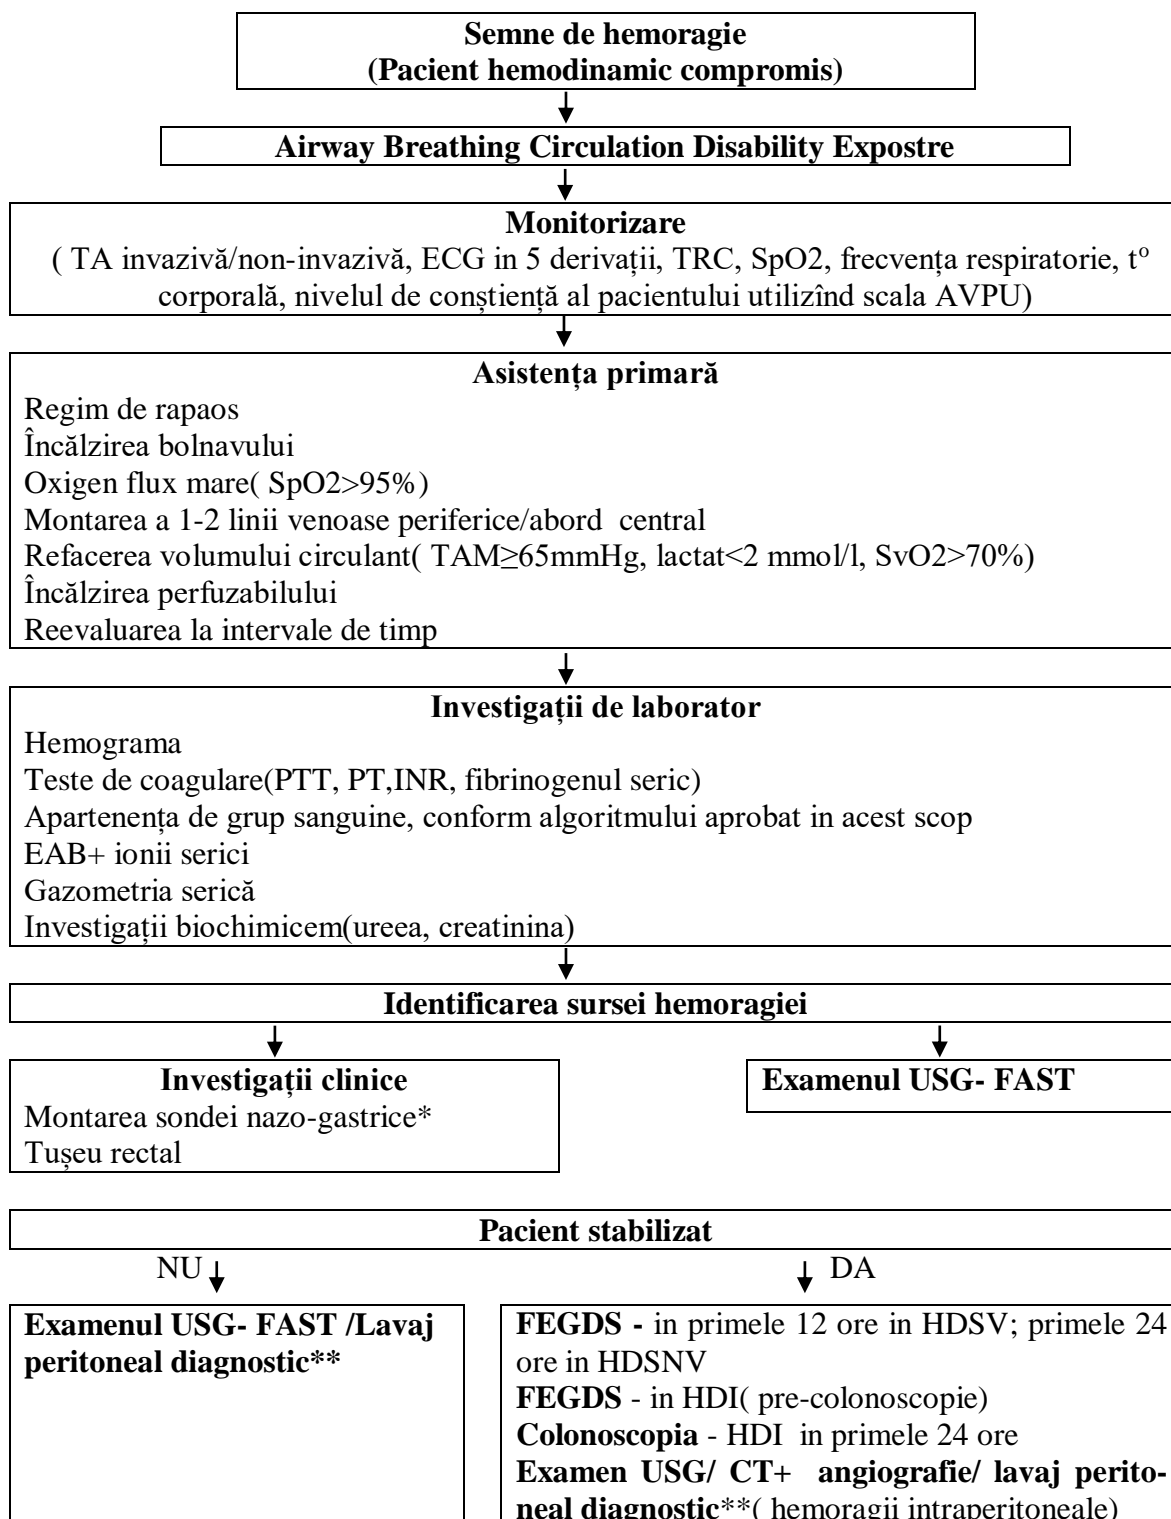 Semne de hemoragie
(Pacient hemodinamic compromis)
Airway Breathing Circulation Disability Expostre
Monitorizare
( TA invazivă/non-invazivă, ECG in 5 derivații, TRC, SpO2, frecvența respiratorie, t°
corporală, nivelul de conștiență al pacientului utilizînd scala AVPU)
Asistența primară
Regim de rapaos
Încălzirea bolnavului
Oxigen flux mare( SpO2>95%)
Montarea a 1-2 linii venoase periferice/abord central
Refacerea volumului circulant( TAM≥65mmHg, lactat<2 mmol/l, SvO2>70%)
Încălzirea perfuzabilului
Reevaluarea la intervale de timp
Investigații de laborator
Hemograma
Teste de coagulare(PTT, PT,INR, fibrinogenul seric)
Apartenența de grup sanguine, conform algoritmului aprobat in acest scop
EAB+ ionii serici
Gazometria serică
Investigații biochimicem(ureea, creatinina)
Identificarea sursei hemoragiei
Investigații clinice
Montarea sondei nazo-gastrice*
Tușeu rectal
Examenul USG- FAST
Pacient stabilizat
NU
DA
Examenul USG- FAST /Lavaj
peritoneal diagnostic**
FEGDS - in primele 12 ore in HDSV; primele 24
ore in HDSNV
FEGDS - in HDI( pre-colonoscopie)
Colonoscopia - HDI in primele 24 ore
Examen USG/ CT+ angiografie/ lavaj perito-
neal diagnostic**( hemoragii intraperitoneale)